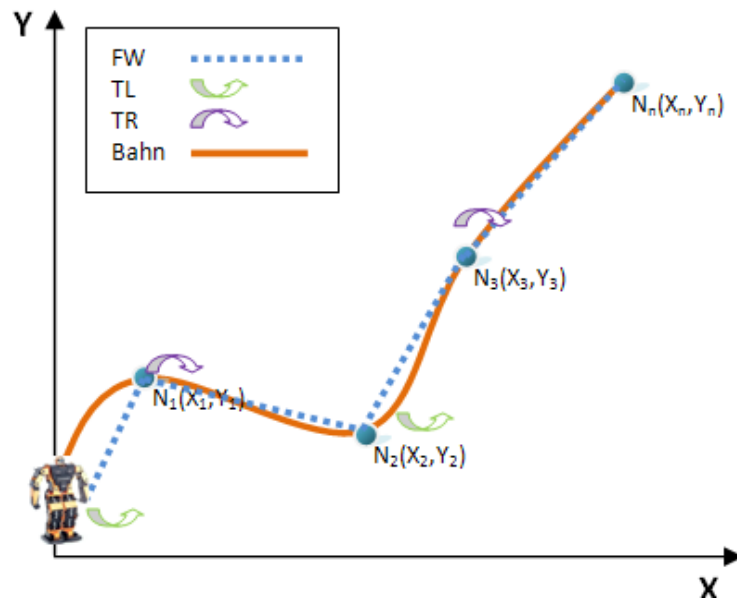 Y
FW
TL
TR
Bahn
Nₙ(Xₙ,Yₙ)
N₃(X₃,Y₃)
N₁(X₁,Y₁)
N₂(X₂,Y₂)
X